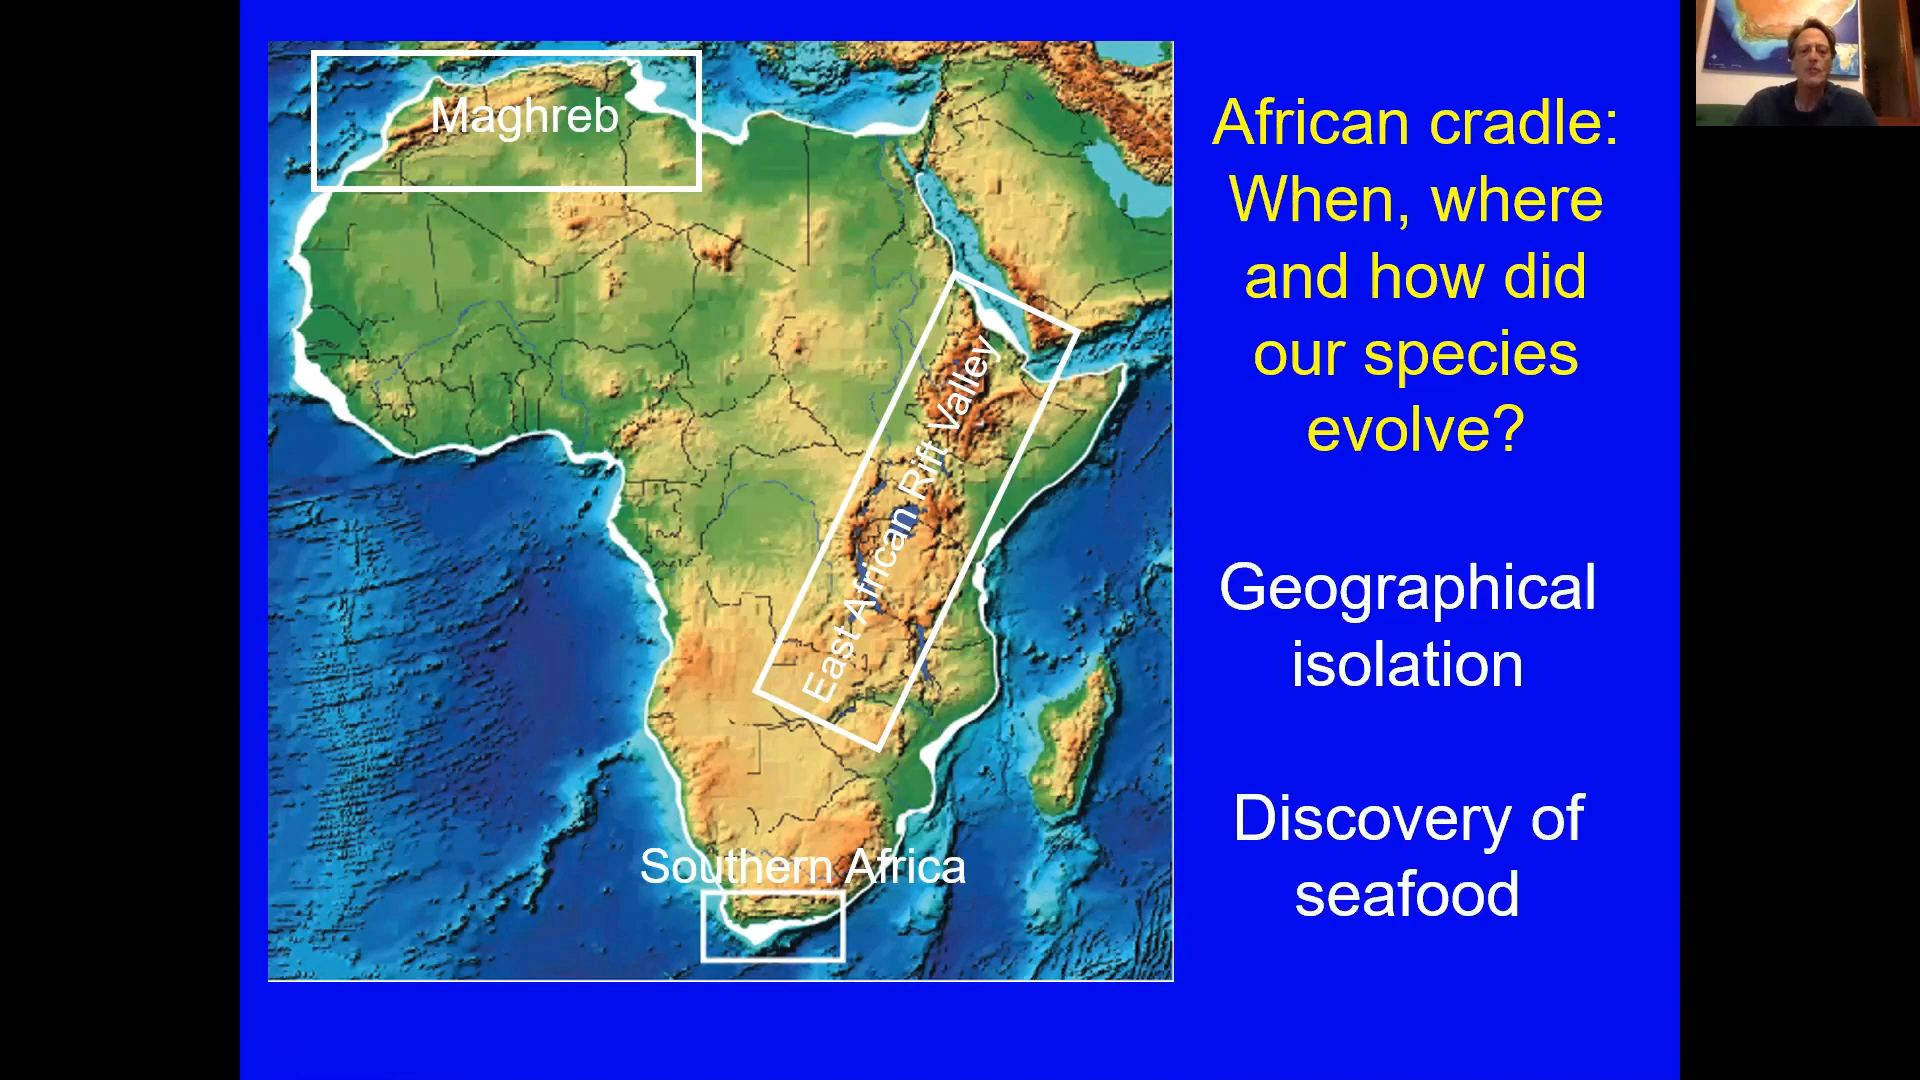 Maghreb
East African Rift Valley
Southern Africa
African cradle:
When, where
and how did
our species
evolve?
Geographical
isolation
Discovery of
seafood